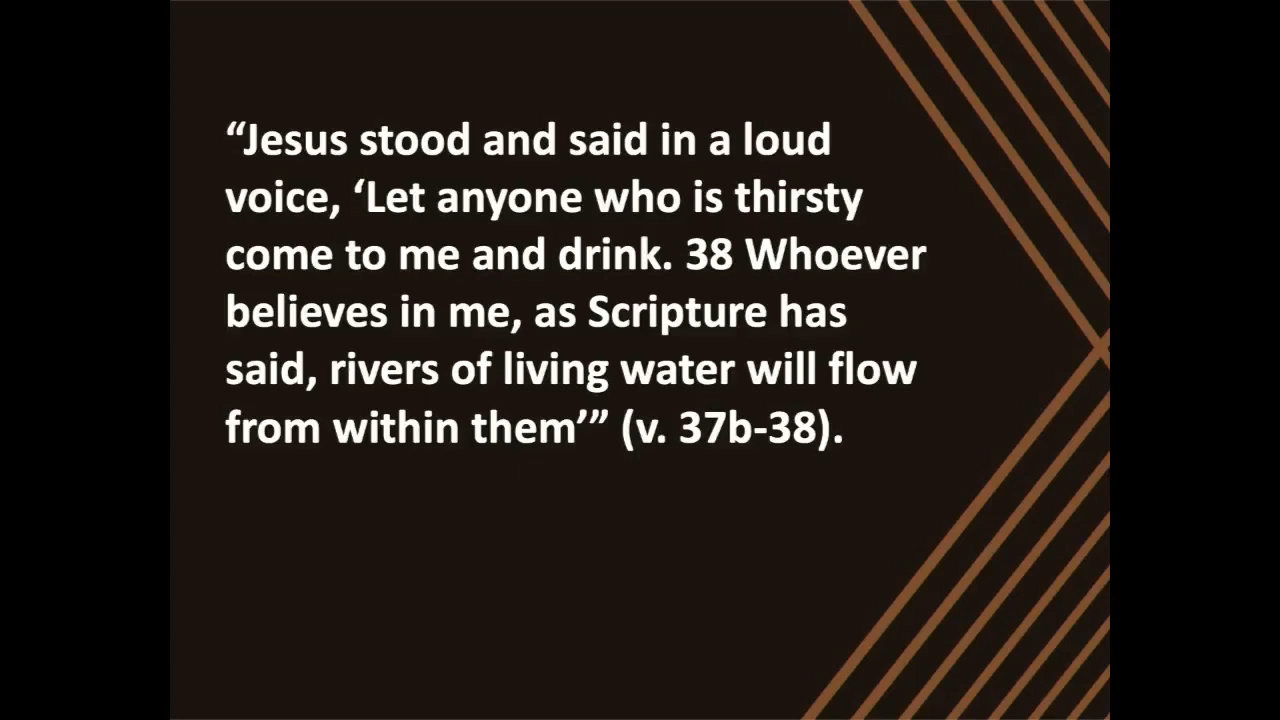 “Jesus stood and said in a loud
voice, ‘Let anyone who is thirsty
come to me and drink. 38 Whoever
believes in me, as Scripture has
said, rivers of living water will flow
from within them’” (v. 37b-38).